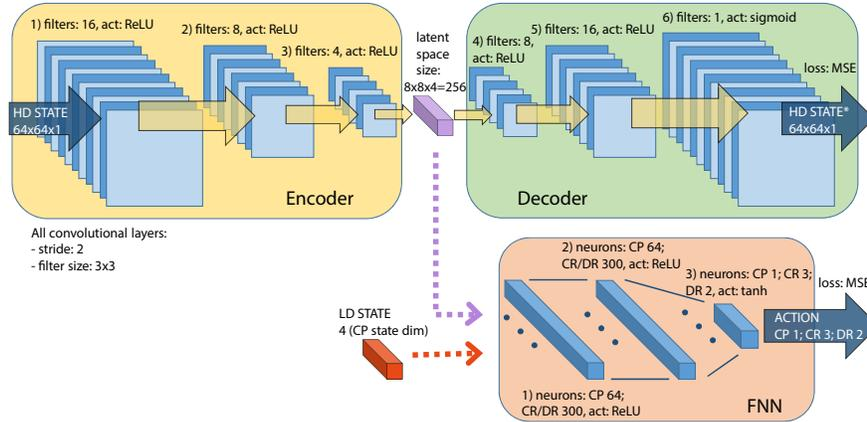 1) filters: 16, act: ReLU
2) filters: 8, act: ReLU
3) filters: 4, act: ReLU
HD STATE
64x64x1
Encoder
latent
space
size:
8x8x4=256
4) filters: 8,
act: ReLU
5) filters: 16, act: ReLU
6) filters: 1, act: sigmoid
loss: MSE
HD STATE*
64x64x1
Decoder
All convolutional layers:
- stride: 2
- filter size: 3x3
LD STATE
4 (CP state dim)
2) neurons: CP 64;
CR/DR 300, act: ReLU
3) neurons: CP 1; CR 3;
DR 2, act: tanh
loss: MSE
ACTION
CP 1; CR 3; DR 2
1) neurons: CP 64;
CR/DR 300, act: ReLU
FNN